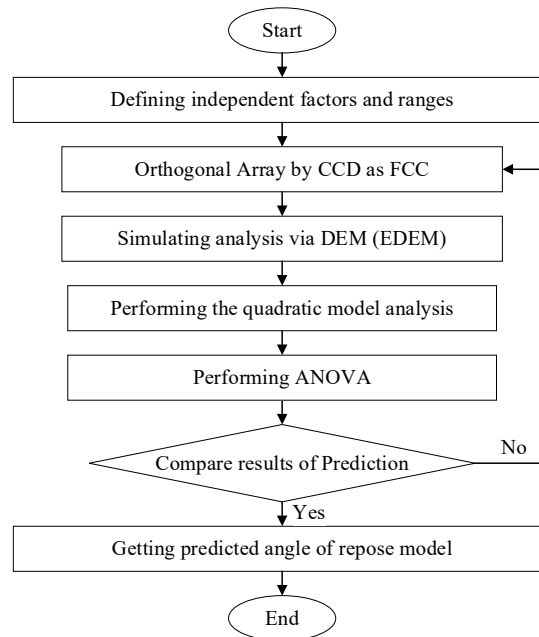 Start
Defining independent factors and ranges
Orthogonal Array by CCD as FCC
Simulating analysis via DEM (EDEM)
Performing the quadratic model analysis
Performing ANOVA
Compare results of Prediction
No
Yes
Getting predicted angle of repose model
End